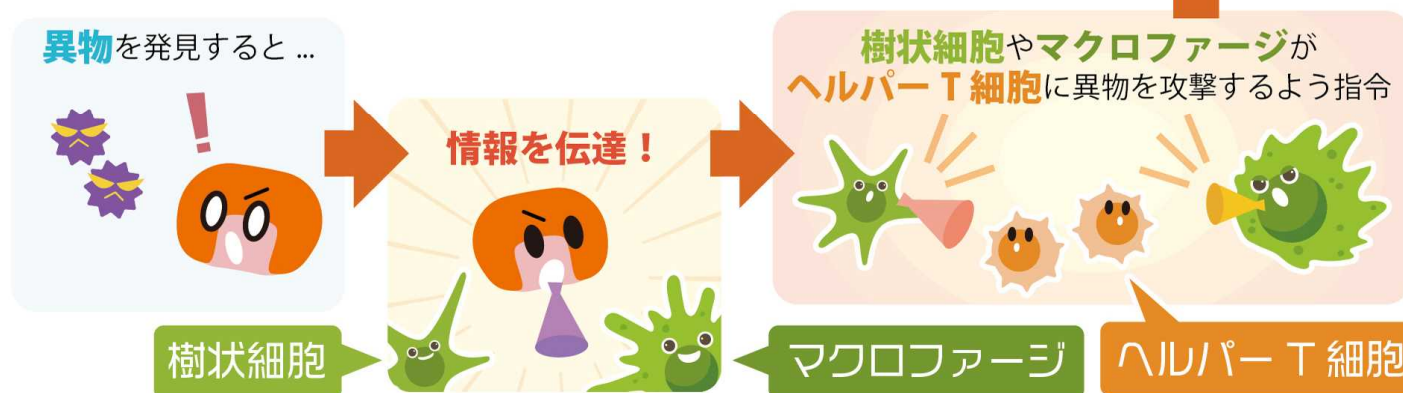 異物を発見すると...
情報を伝達！
樹状細胞やマクロファージが
ヘルパーT細胞に異物を攻撃するよう指令
樹状細胞
マクロファージ
ヘルパーT細胞